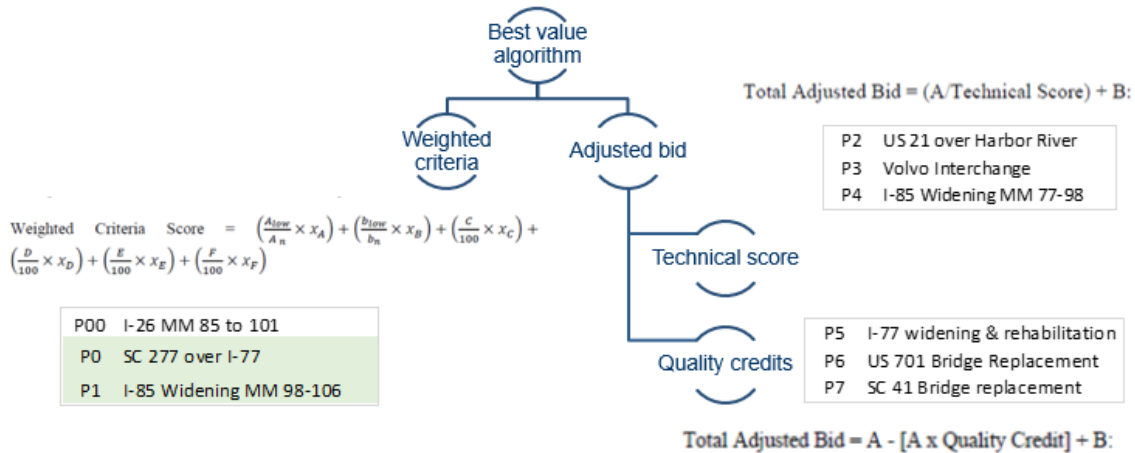 Best value
algorithm
Total Adjusted Bid = (A/Technical Score) + B:
Weighted
criteria
Adjusted bid
P2 US 21 over Harbor River
P3 Volvo Interchange
P4 I-85 Widening MM 77-98
Weighted Criteria Score = (A_low/A_n × x_A) + (b_low/b_n × x_B) + (C/100 × x_C) +
(D/100 × x_D) + (E/100 × x_E) + (F/100 × x_F)
Technical score
P00 I-26 MM 85 to 101
P0 SC 277 over I-77
P1 I-85 Widening MM 98-106
Quality credits
P5 I-77 widening & rehabilitation
P6 US 701 Bridge Replacement
P7 SC 41 Bridge replacement
Total Adjusted Bid = A - [A x Quality Credit] + B: